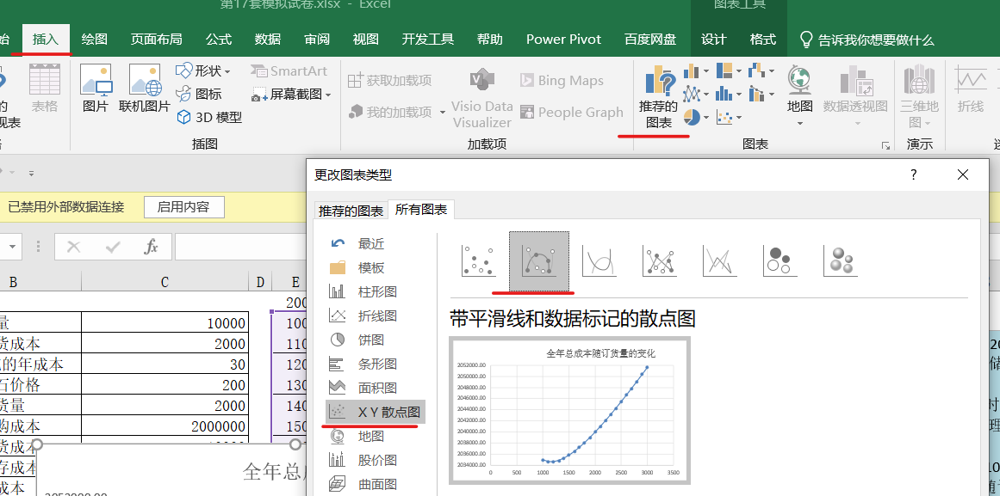 第17套模拟试卷.xlsx - Excel
图表工具
始 插入 绘图 页面布局 公式 数据 审阅 视图 开发工具 帮助 Power Pivot 百度网盘 设计 格式 告诉我你想要做什么
的
见表
表格
图片
联机图片
形状
图标
3D 模型
插图
SmartArt
屏幕截图
获取加载项
我的加载项
Visio Data
Visualizer
Bing Maps
People Graph
加载项
推荐的
图表
图表
地图
数据透视图
三维地
图
演示
折线
更改图表类型
?
已禁用外部数据连接 启用内容
fx
B C D E
200
量 10000 100
货成本 2000 110
的年成本 30 120
石价格 200 130
货量 2000 140
购成本 2000000 150
货成
存成本
成本
全年总
2052000.00
推荐的图表 所有图表
最近
模板
柱形图
折线图
饼图
条形图
面积图
X Y 散点图
地图
股价图
曲面图
带平滑线和数据标记的散点图
全年总成本随订货量的变化
2052000.00
2050000.00
2048000.00
2046000.00
2044000.00
2042000.00
2040000.00
2038000.00
2036000.00
2034000.00
0 500 1000 1500 2000 2500 3000 3500
20
储
时
理
10
随